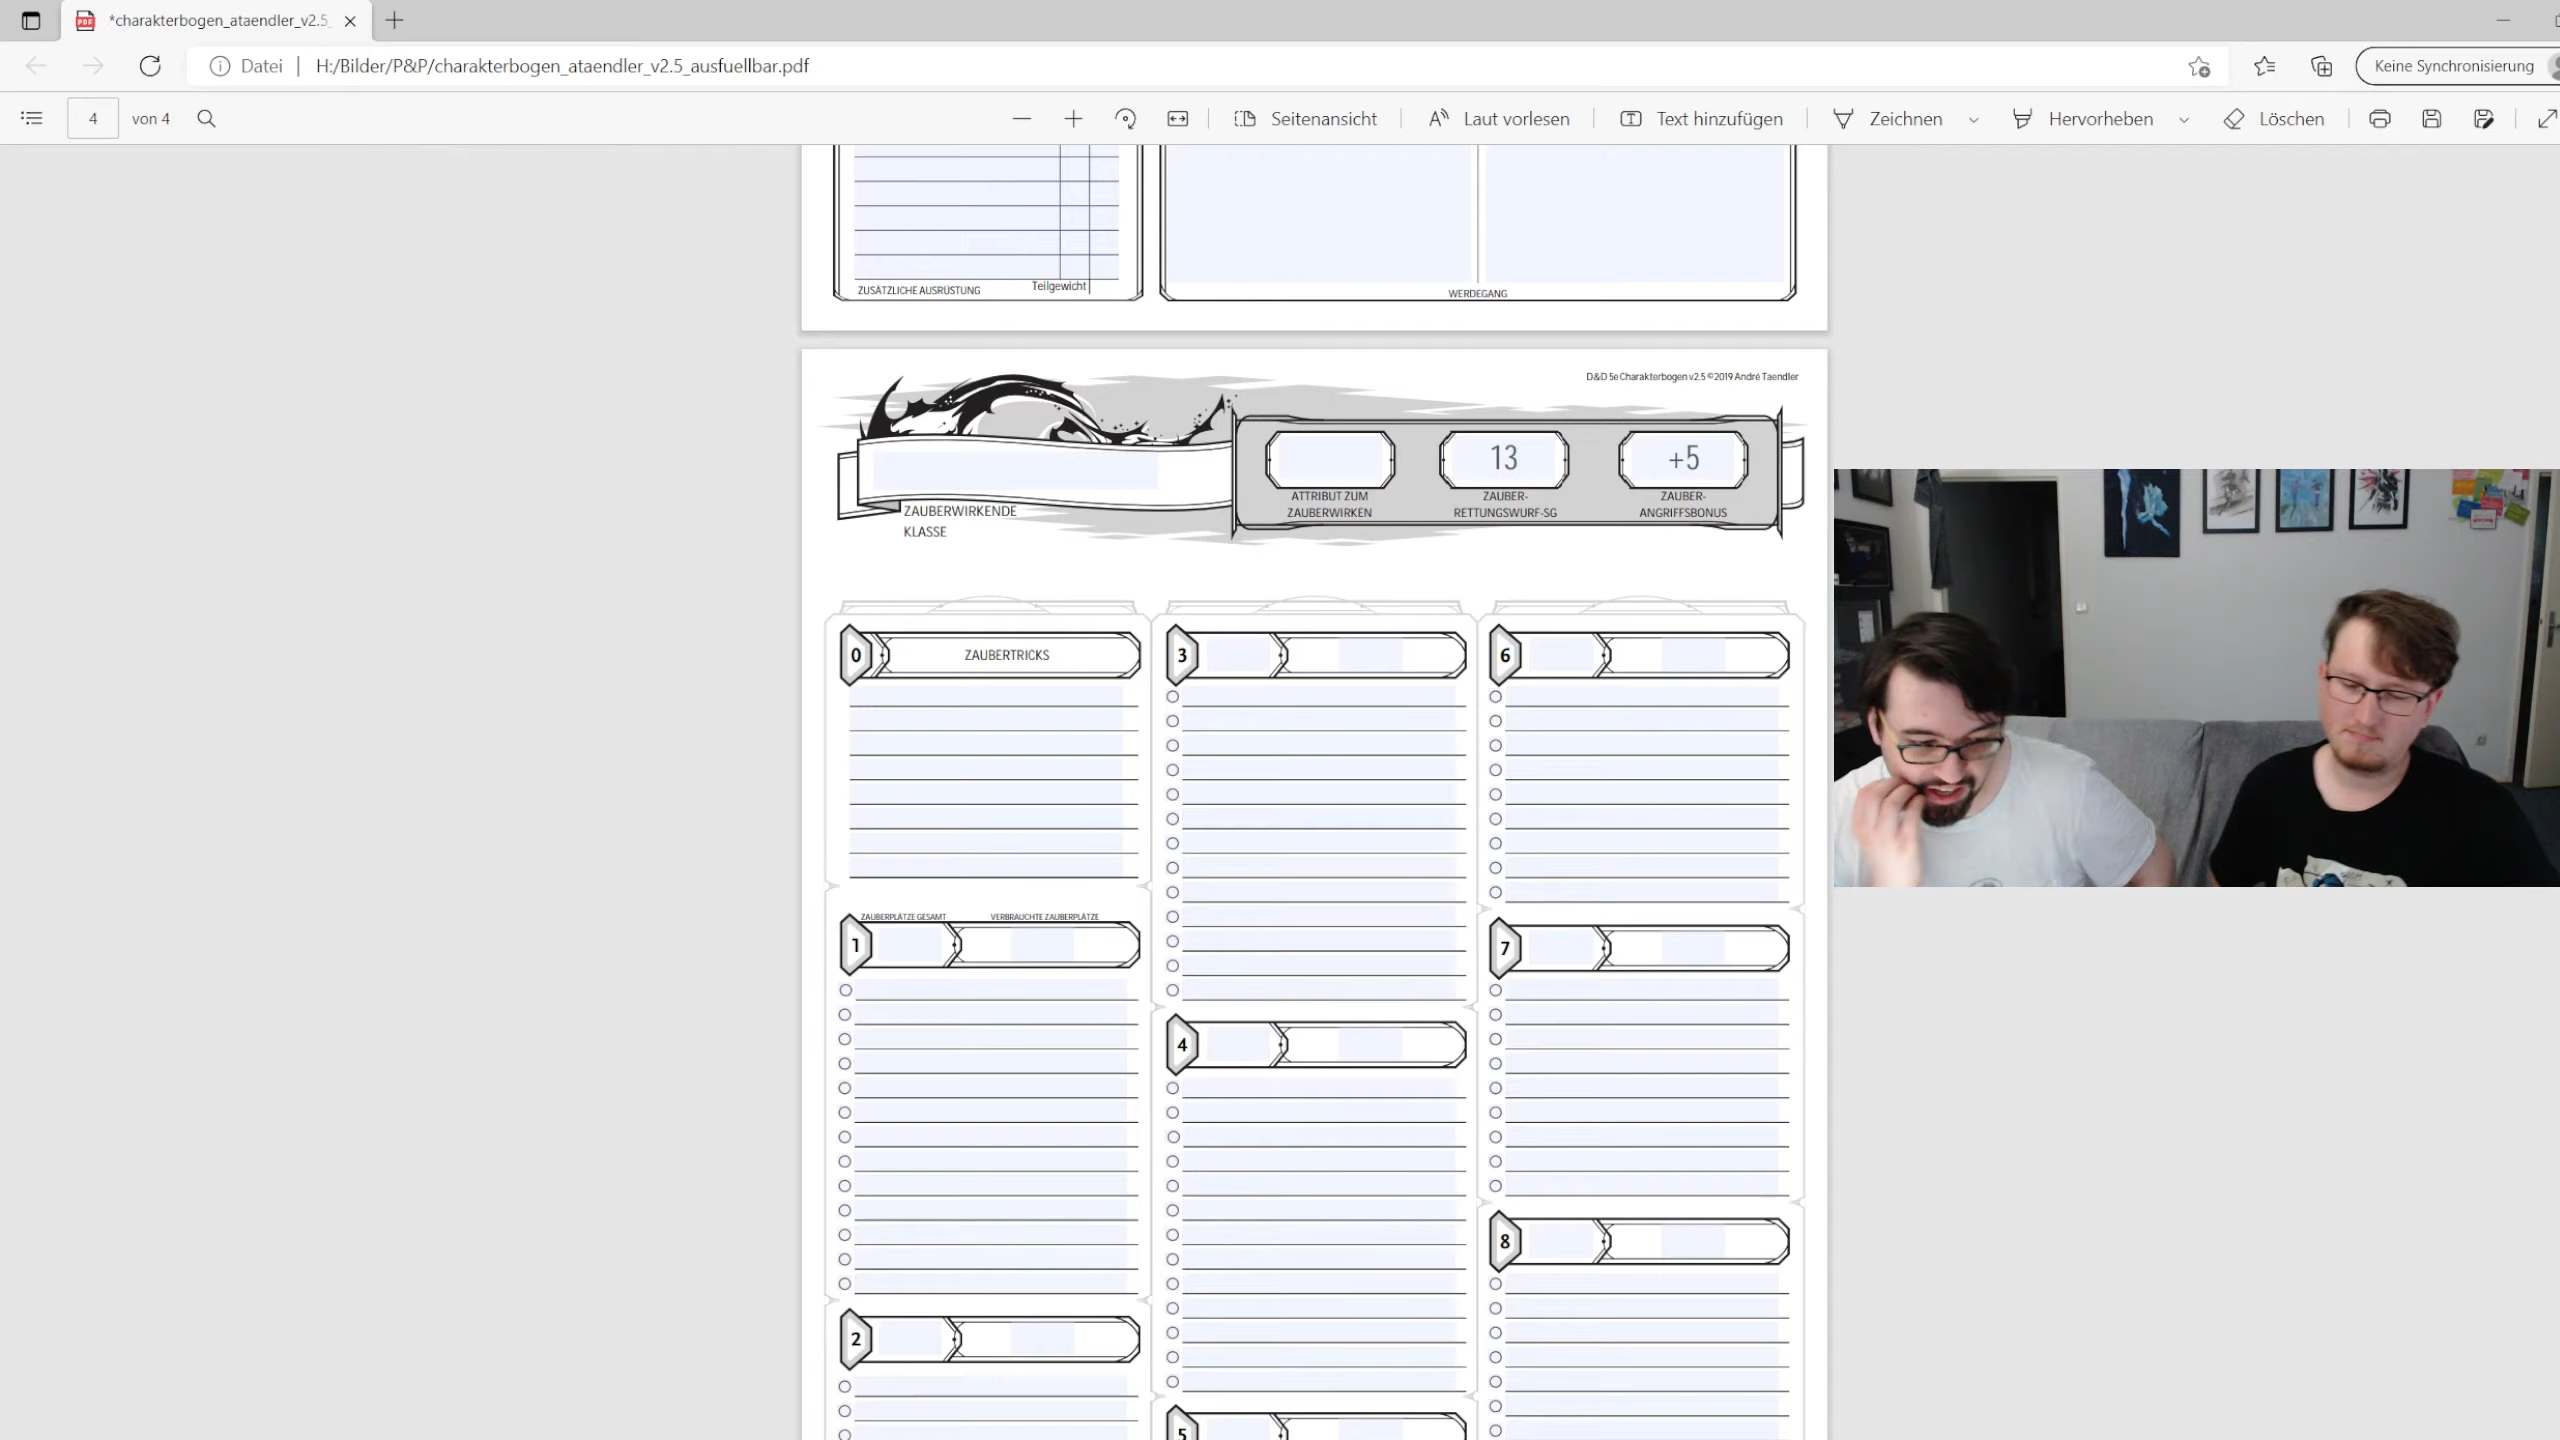 *charakterbogen_ataendler_v2.5_
Datei
H:/Bilder/P&P/charakterbogen_ataendler_v2.5_ausfuellbar.pdf
Keine Synchronisierung
4
von 4
Seitenansicht
Laut vorlesen
Text hinzufügen
Zeichnen
Hervorheben
Löschen
ZUSÄTZLICHE AUSRÜSTUNG
Teilgewicht
WERDEGANG
D&D 5e Charakterbogen v2.5 ©2019 André Taendler
ZAUBERWIRKENDE
KLASSE
ATTRIBUT ZUM
ZAUBERWIRKEN
13
ZAUBER-
RETTUNGSWURF-SG
+5
ZAUBER-
ANGRIFFSBONUS
0
ZAUBERTRICKS
ZAUBERPLÄTZE GESAMT
VERBRAUCHTE ZAUBERPLÄTZE
1
2
3
4
5
6
7
8